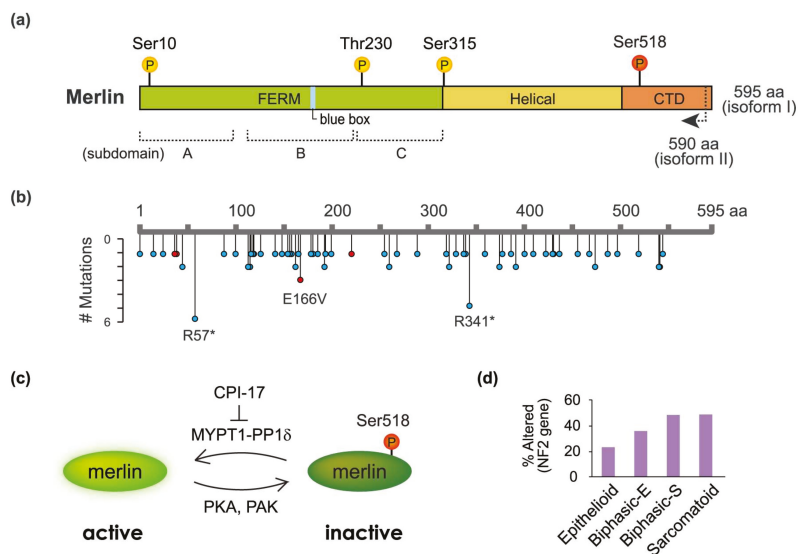 (a)
Ser10
Thr230
Ser315
Ser518
P
P
P
P
Merlin
FERM
Helical
CTD
595 aa
(isoform I)
blue box
590 aa
(isoform II)
(subdomain)
A
B
C
(b)
1
100
200
300
400
500
595 aa
# Mutations
0
6
E166V
R57*
R341*
(c)
CPI-17
MYPT1-PP1δ
Ser518
P
merlin
merlin
PKA, PAK
active
inactive
(d)
% Altered
(NF2 gene)
60
40
20
0
Epithelioid
Biphasic-E
Biphasic-S
Sarcomatoid